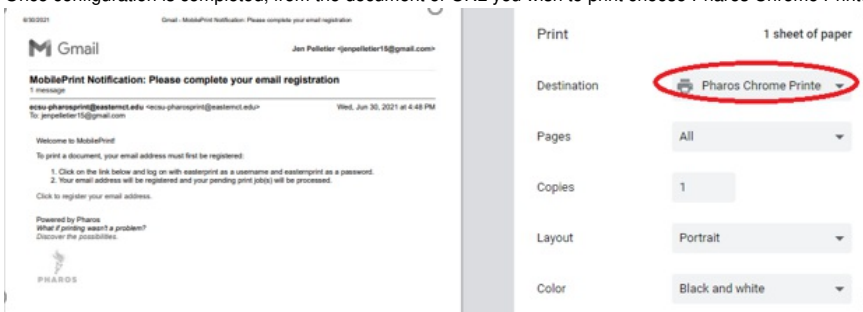 Once configuration is completed, from the document or URL you wish to print choose Pharos Chrome Print
6/30/2021
Gmail - MobilePrint Notification: Please complete your email registration
Gmail
Jen Pelletier <jenpelletier15@gmail.com>
MobilePrint Notification: Please complete your email registration
1 message
ecsu-pharosprint@easternct.edu <ecsu-pharosprint@easternct.edu>
Wed, Jun 30, 2021 at 4:48 PM
To: jenpelletier15@gmail.com
Welcome to MobilePrint!
To print a document, your email address must first be registered:
1. Click on the link below and log on with easterprint as a username and easternprint as a password.
2. Your email address will be registered and your pending print job(s) will be processed.
Click to register your email address.
Powered by Pharos
What if printing wasn't a problem?
Discover the possibilities.
PHAROS
Print
1 sheet of paper
Destination
Pharos Chrome Printe
Pages
All
Copies
1
Layout
Portrait
Color
Black and white